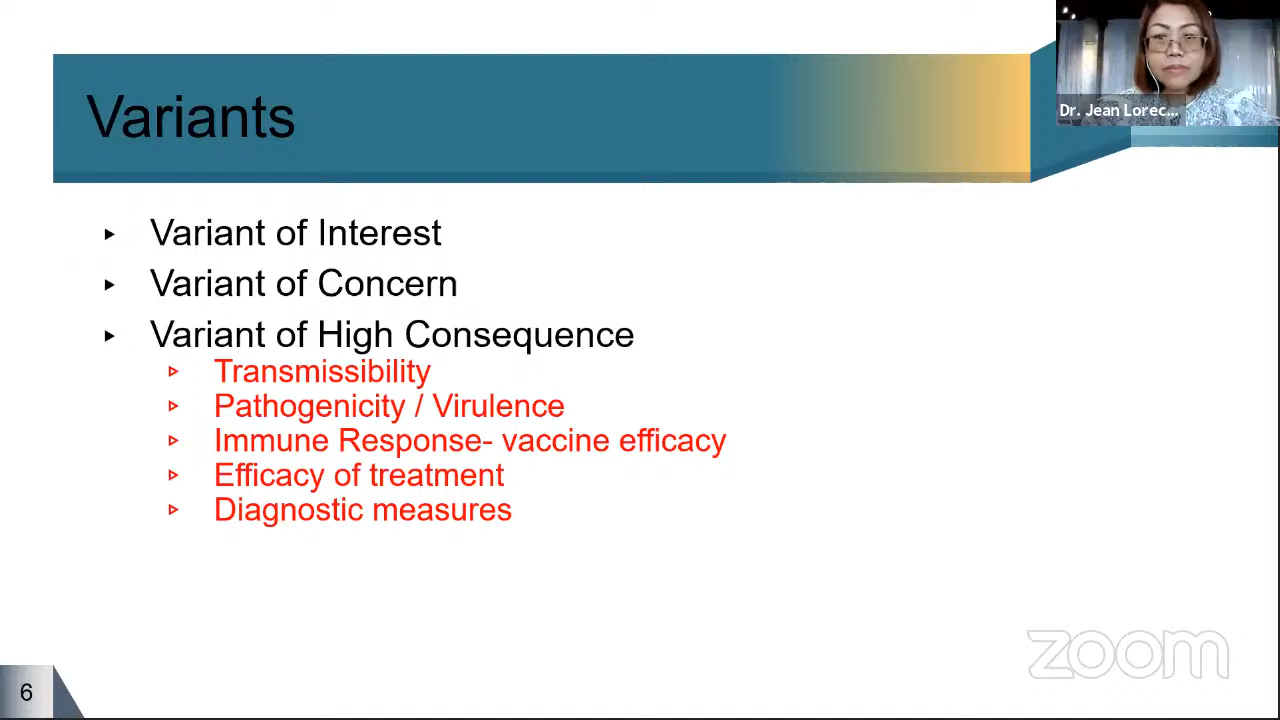 Variants
Dr. Jean Lorec...
Variant of Interest
Variant of Concern
Variant of High Consequence
Transmissibility
Pathogenicity / Virulence
Immune Response- vaccine efficacy
Efficacy of treatment
Diagnostic measures
zoom
6